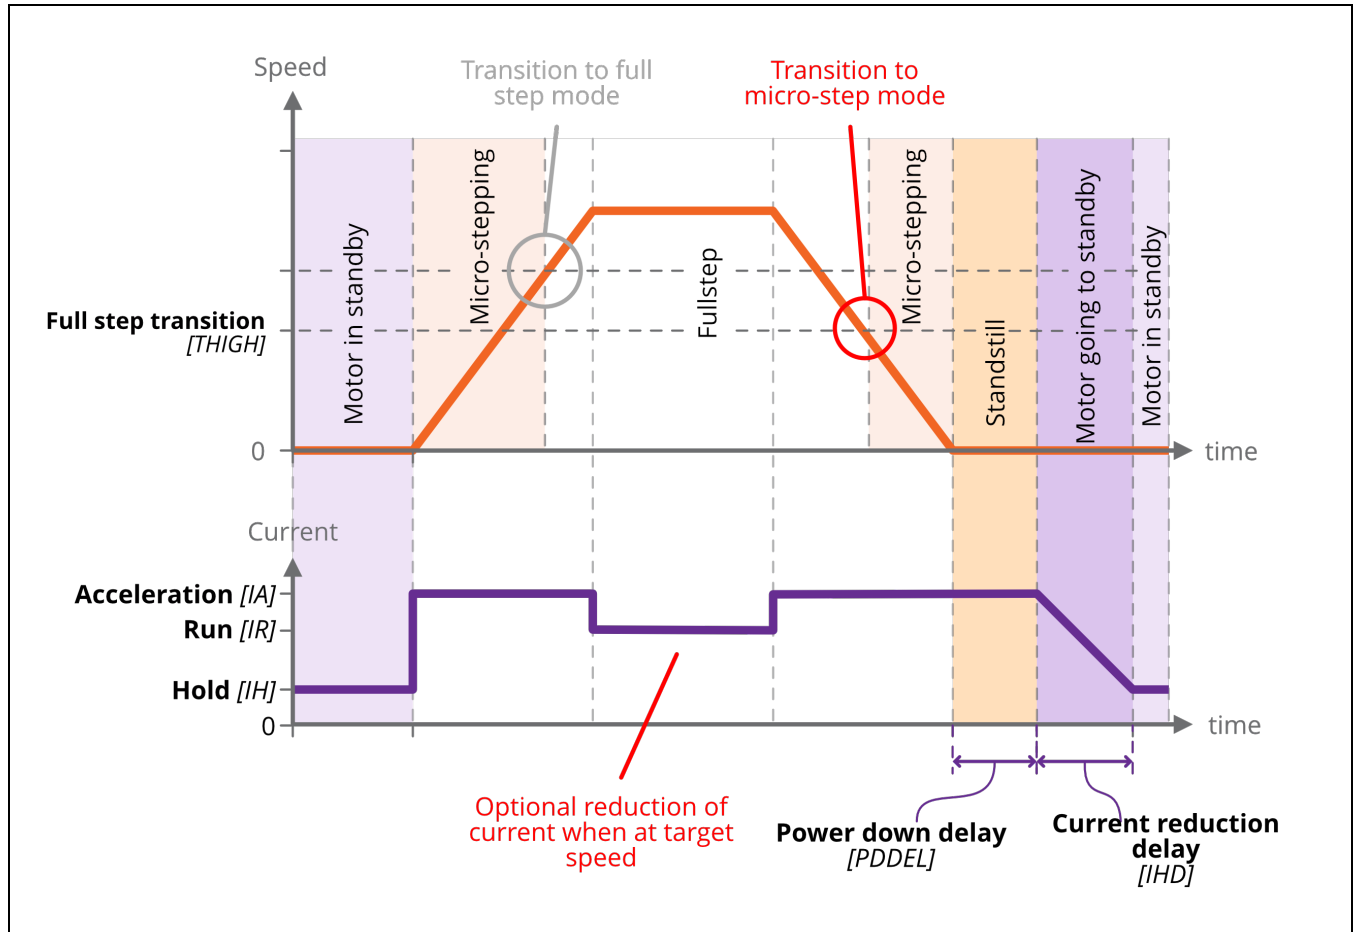 Speed
Transition to full
step mode
Transition to
micro-step mode
Motor in standby
Micro-stepping
Fullstep
Micro-stepping
Standstill
Motor going to standby
Motor in standby
Full step transition
[THIGH]
0
time
Current
Acceleration [IA]
Run [IR]
Hold [IH]
0
time
Optional reduction of
current when at target
speed
Power down delay
[PDDEL]
Current reduction
delay
[IHD]